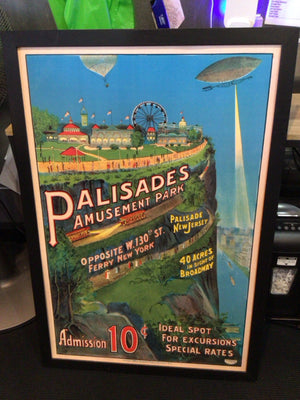 PALISADES
AMUSEMENT PARK
PALISADE
NEW JERSEY
OPPOSITE W. 130TH ST.
FERRY NEW YORK
40 ACRES
IN SIGHT OF
BROADWAY
Admission 10¢
IDEAL SPOT
FOR EXCURSIONS
SPECIAL RATES